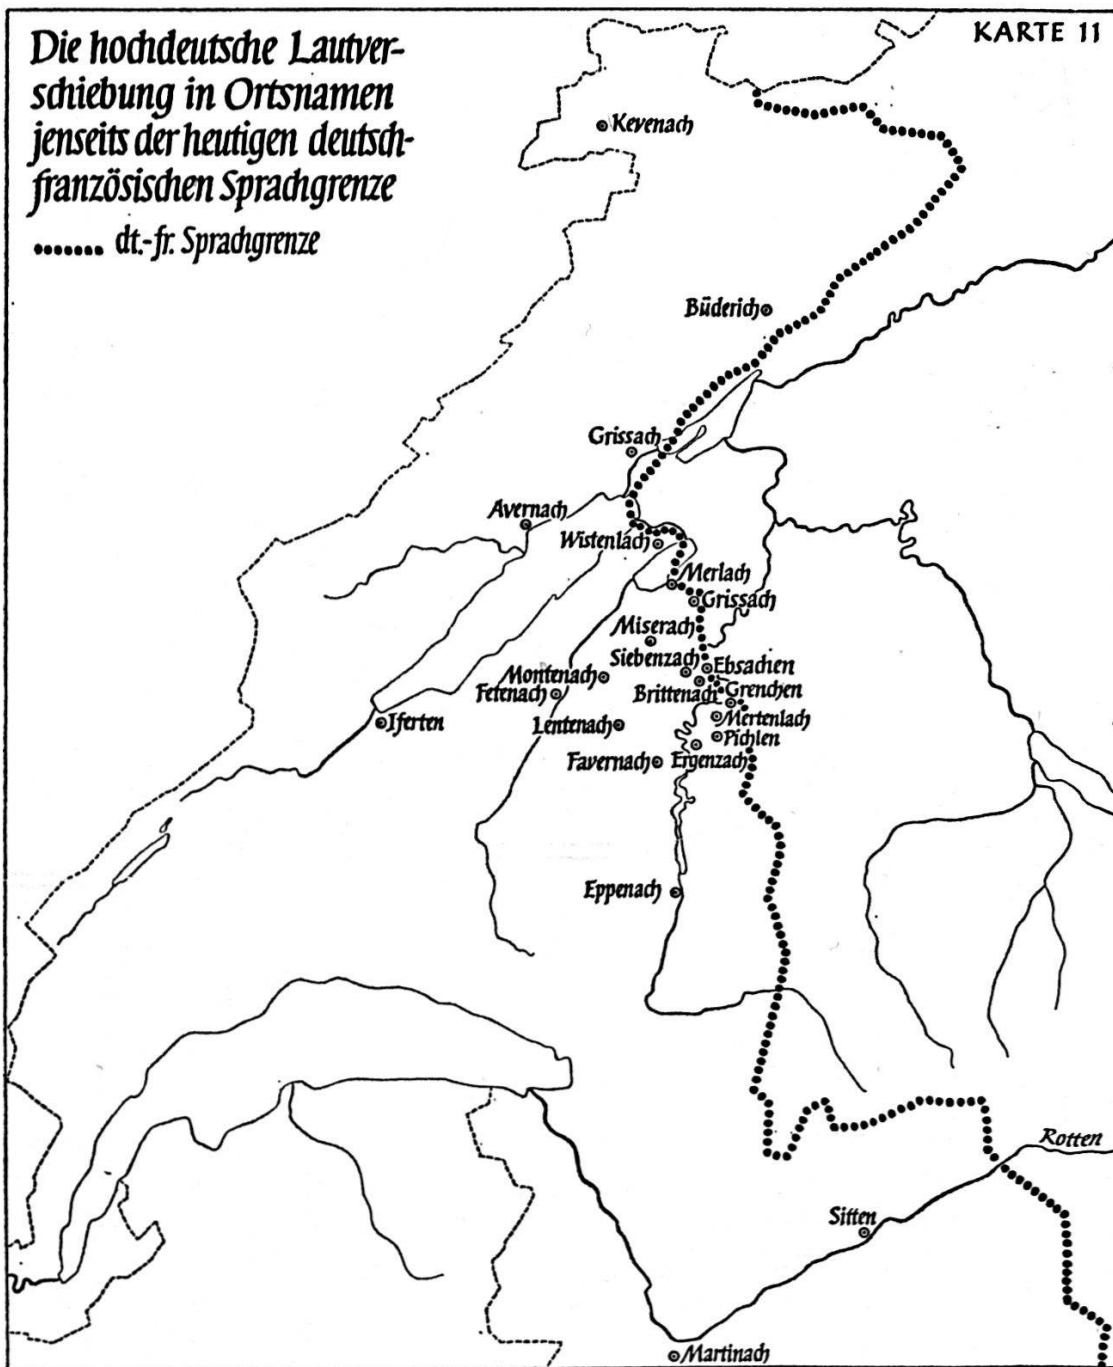 KARTE 11
Die hochdeutsche Lautver-
schiebung in Ortsnamen
jenseits der heutigen deutsch-
französischen Sprachgrenze
dt.-fr. Sprachgrenze
Kevenach
Büderich
Grissach
Avernach
Wistenlach
Merlach
Grissach
Miserach
Siebenzach
Ebsachen
Montenach
Brittenach
Grenchen
Fetenach
Mertenlach
Iferten
Lentenach
Pichlen
Favernach
Ergenzach
Eppenach
Rotten
Sitten
Martinach